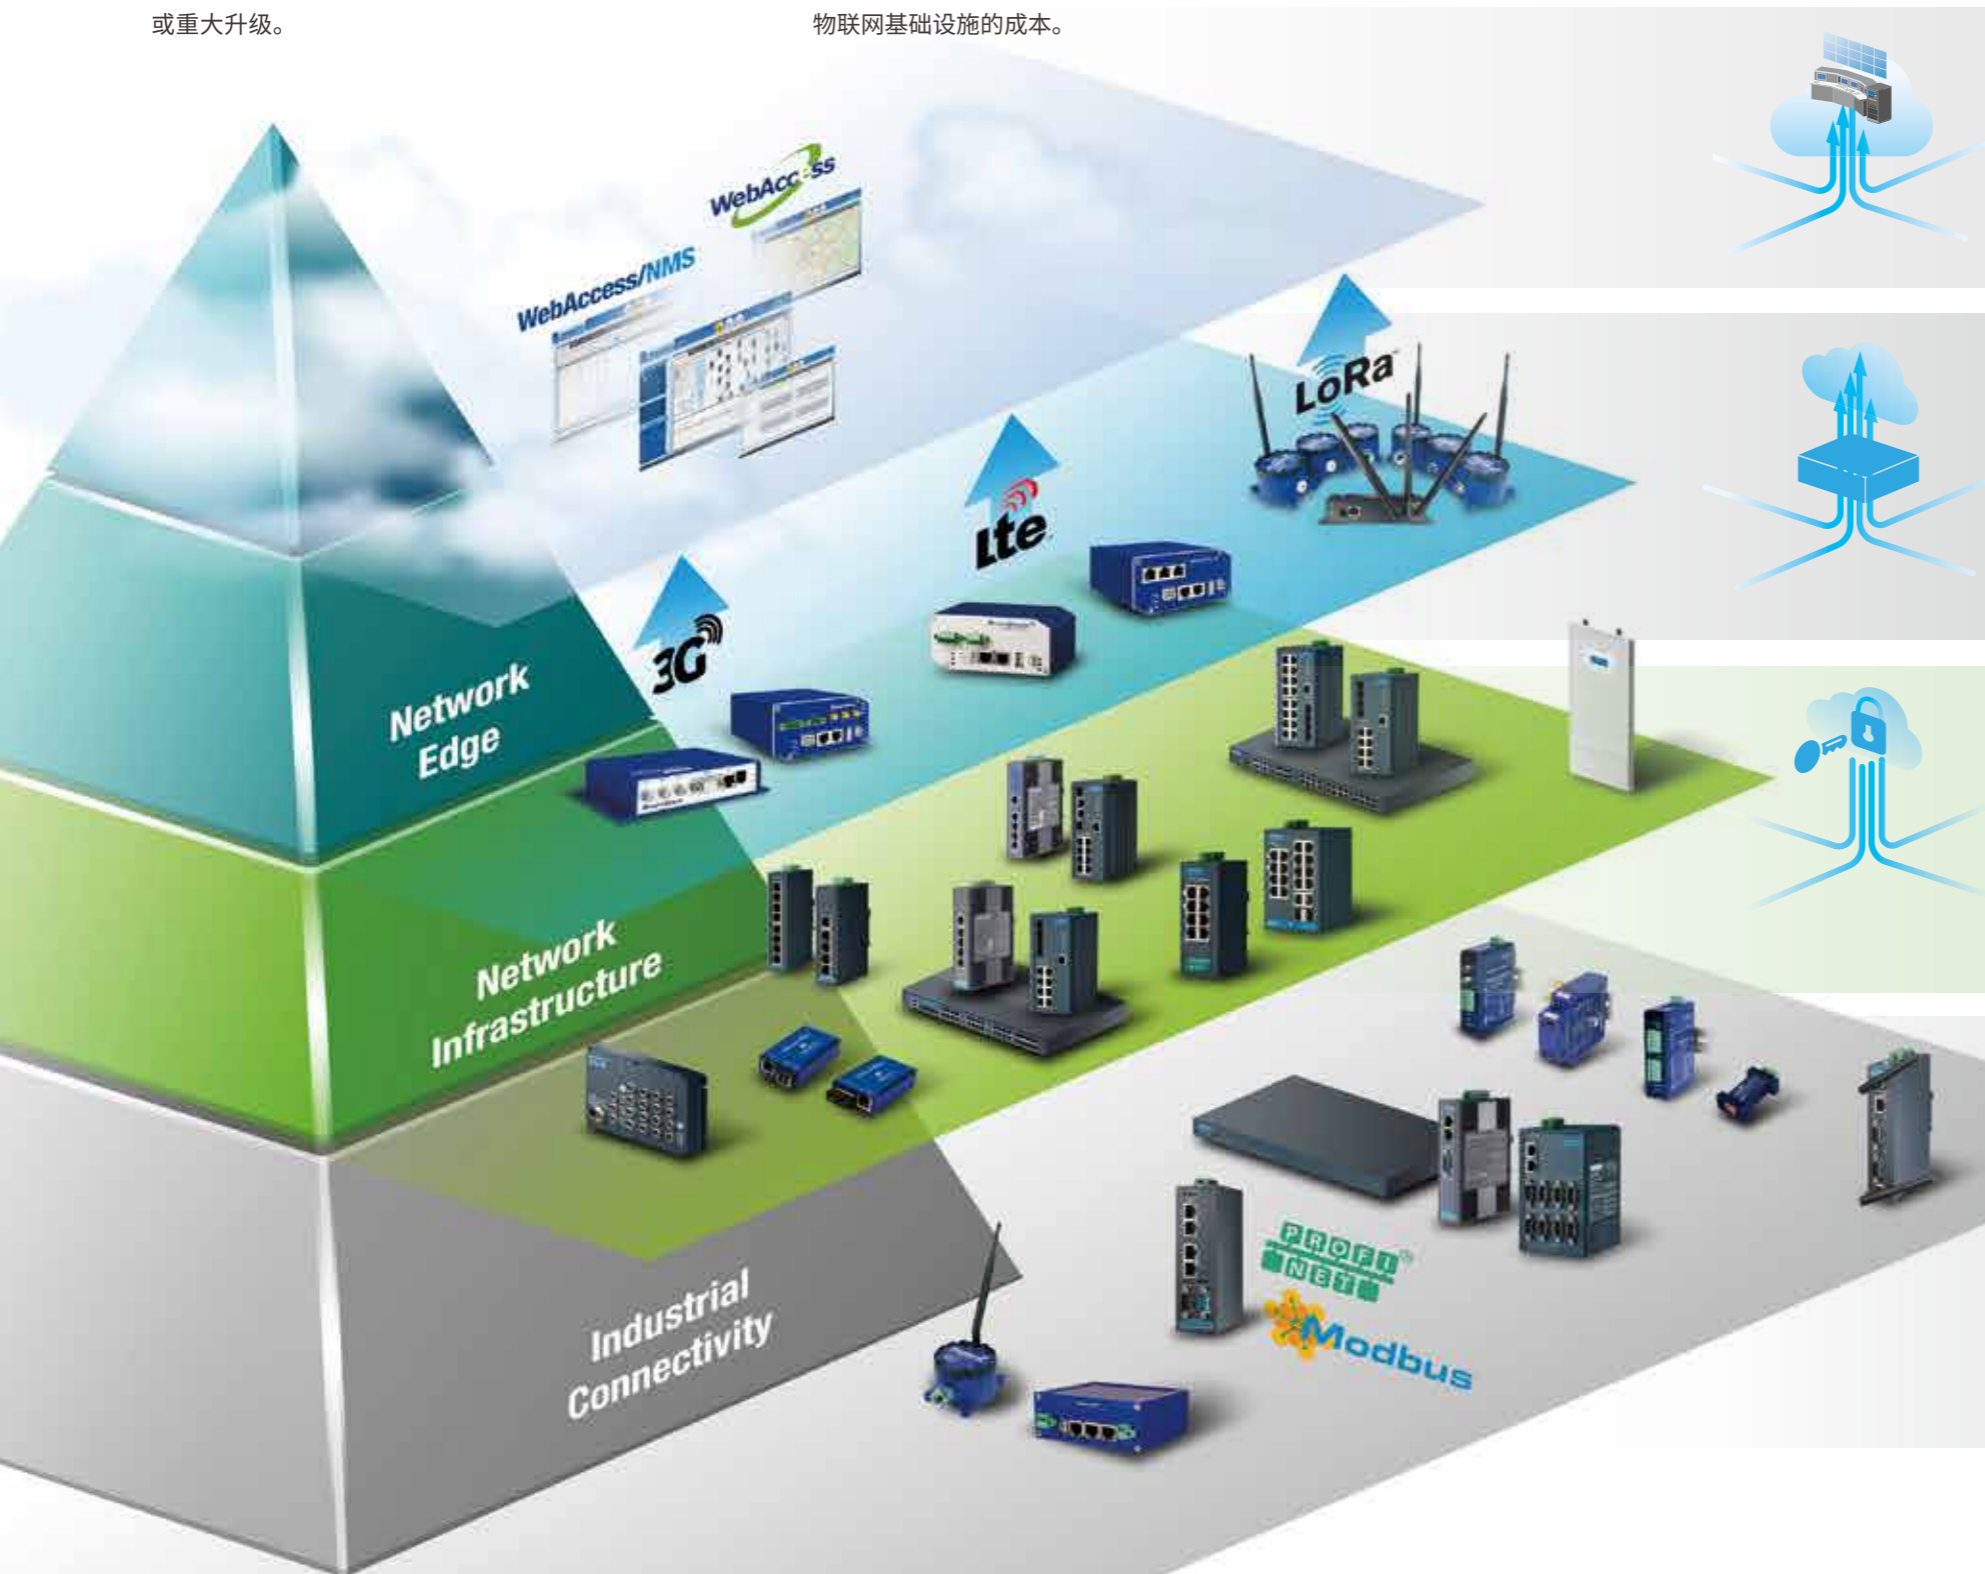 或重大升级。
物联网基础设施的成本。
WebAccess
WebAccess/NMS
LoRa
Lte
3G
Network
Edge
Network
Infrastructure
PROFI®
NET
Modbus
Industrial
Connectivity